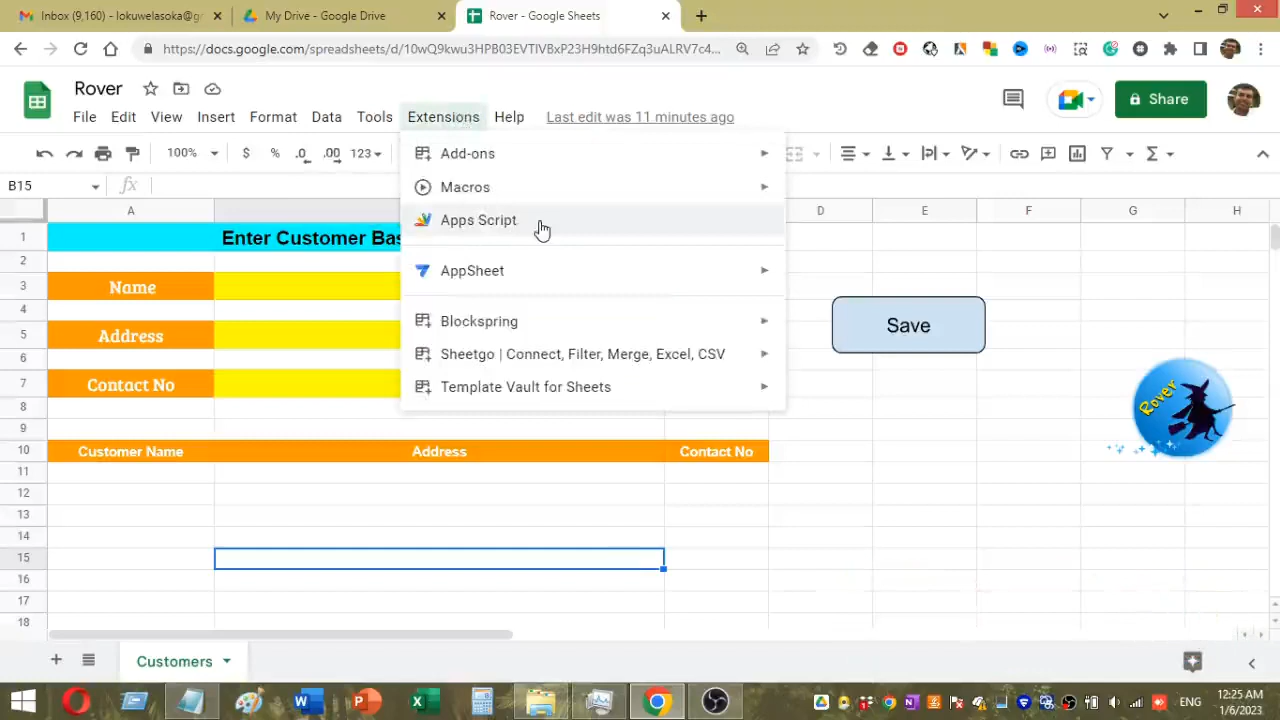 Inbox (9,160) - lokuwelasoka@g
My Drive - Google Drive
Rover - Google Sheets
https://docs.google.com/spreadsheets/d/10wQ9kwu3HPB03EVTIVBxP23H9htd6FZq3uALRV7c4...
Rover
Share
File Edit View Insert Format Data Tools Extensions Help Last edit was 11 minutes ago
100% $ % .0 .00 123
B15 fx
Add-ons
Macros
Apps Script
AppSheet
Blockspring
Sheetgo | Connect, Filter, Merge, Excel, CSV
Template Vault for Sheets
A D E F G H
1 Enter Customer Bas
2
3 Name
4
5 Address
6
7 Contact No
8
9
10 Customer Name Address Contact No
11
12
13
14
15
16
17
18
Save
Rover
Customers
ENG
12:25 AM
1/6/2023